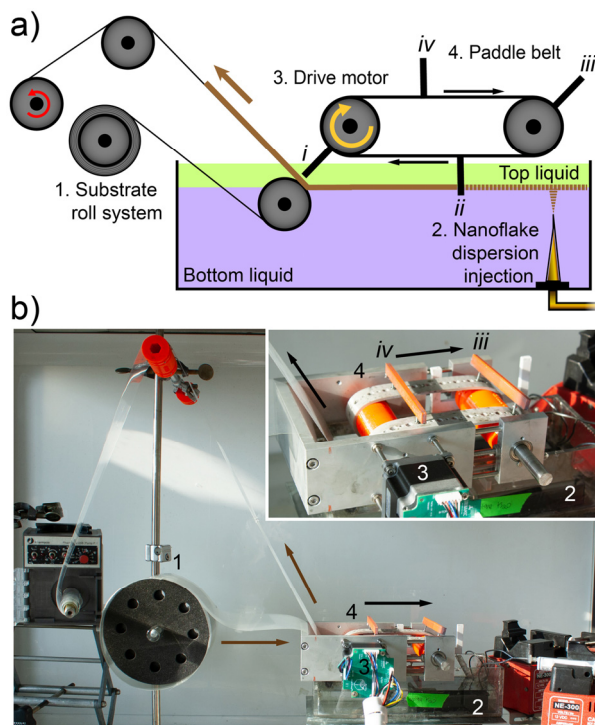 a)
iv
4. Paddle belt
iii
3. Drive motor
i
1. Substrate
roll system
Top liquid
ii
2. Nanoflake
dispersion
injection
Bottom liquid
b)
iv
iii
4
3
2
1
4
3
2
NE-300